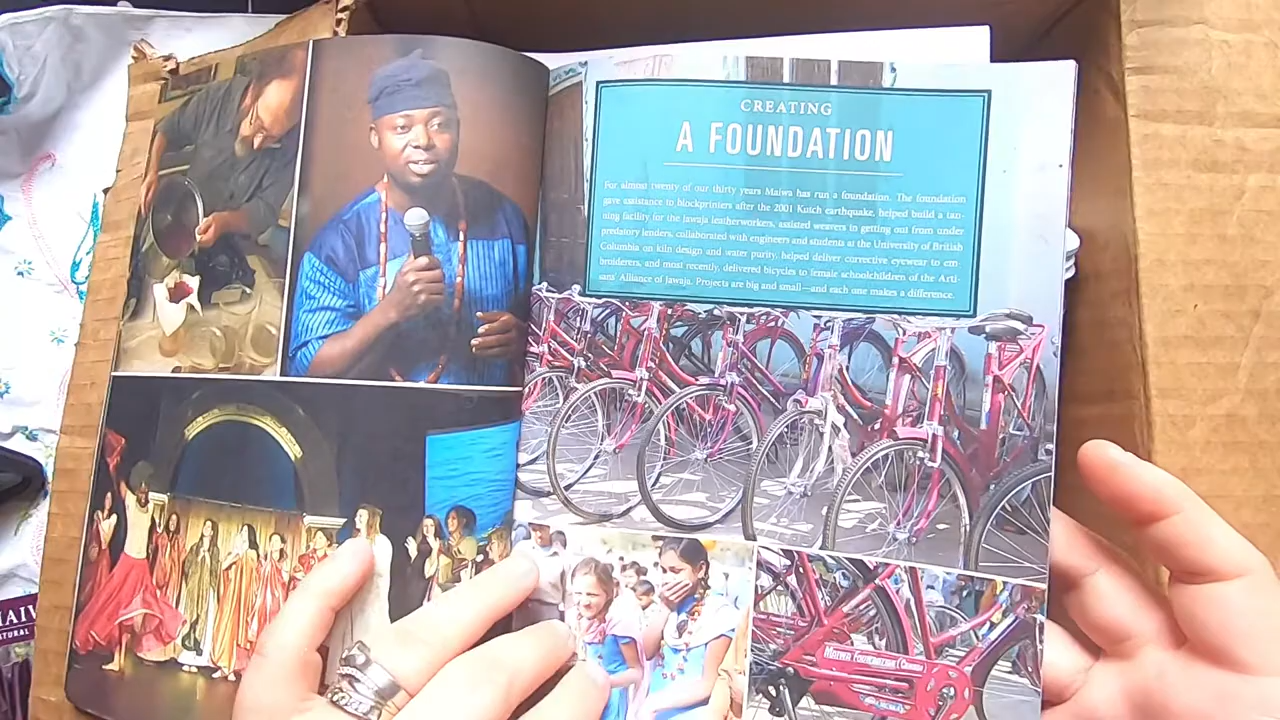 CREATING
A FOUNDATION
For almost twenty of our thirty years Maiwa has run a foundation. The foundation
gave assistance to blockprinters after the 2001 Kutch earthquake, helped build a tan-
ning facility for the Jawaja leatherworkers, assisted weavers in getting out from under
predatory lenders, collaborated with engineers and students at the University of British
Columbia on kiln design and water purity, helped deliver corrective eyewear to em-
broiderers, and most recently, delivered bicycles to female schoolchildren of the Arti-
sans' Alliance of Jawaja. Projects are big and small—and each one makes a difference.
MAIWA FOUNDATION (CANADA)
MAIW
TURAL